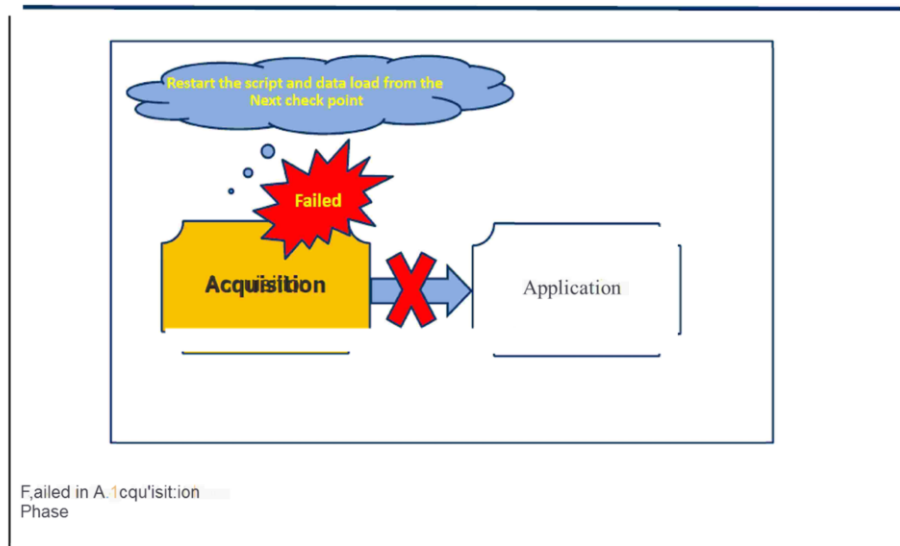 Restart the script and data load from the
Next check point
Failed
Acquisition
Application
F,ailed in A.1cqu'isit:ion
Phase